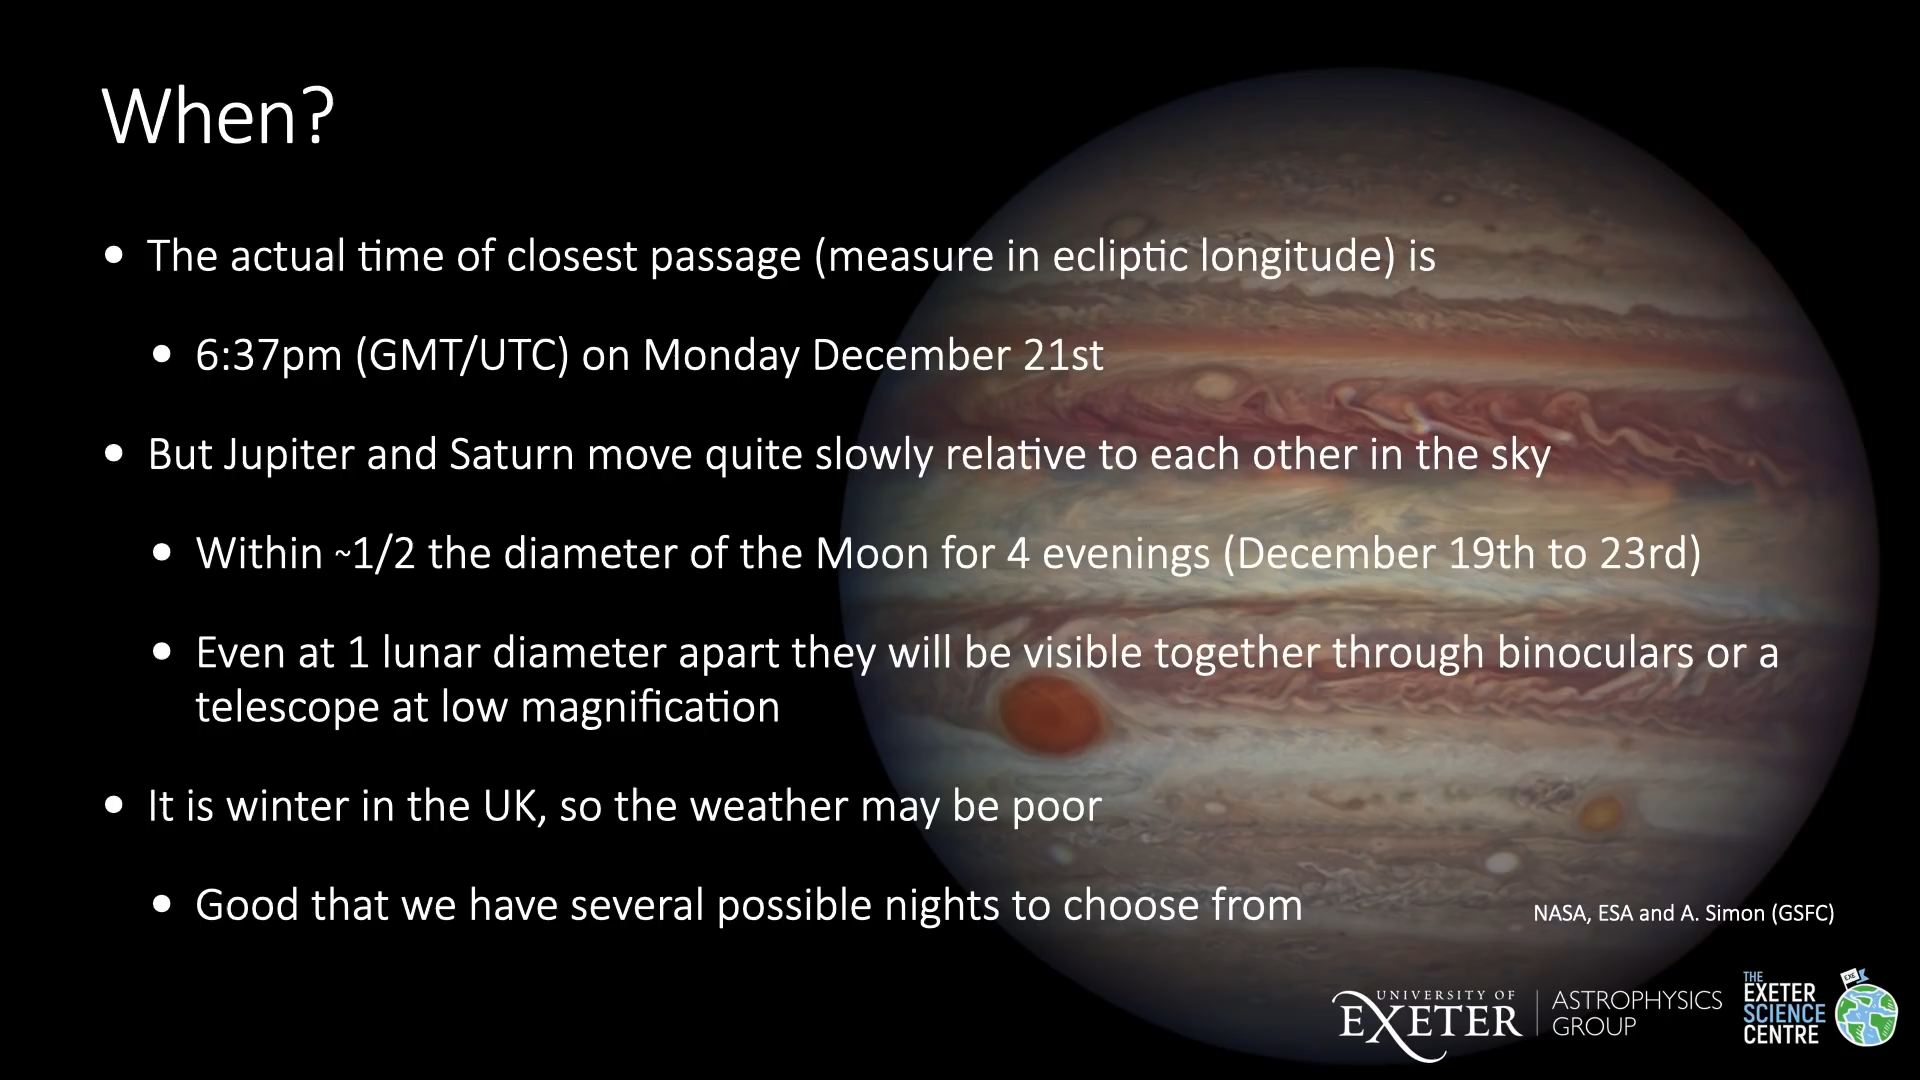 When?
• The actual time of closest passage (measure in ecliptic longitude) is
• 6:37pm (GMT/UTC) on Monday December 21st
• But Jupiter and Saturn move quite slowly relative to each other in the sky
• Within ~1/2 the diameter of the Moon for 4 evenings (December 19th to 23rd)
• Even at 1 lunar diameter apart they will be visible together through binoculars or a
telescope at low magnification
• It is winter in the UK, so the weather may be poor
• Good that we have several possible nights to choose from
NASA, ESA and A. Simon (GSFC)
UNIVERSITY OF
EXETER
ASTROPHYSICS
GROUP
THE
EXETER
SCIENCE
CENTRE
EXE